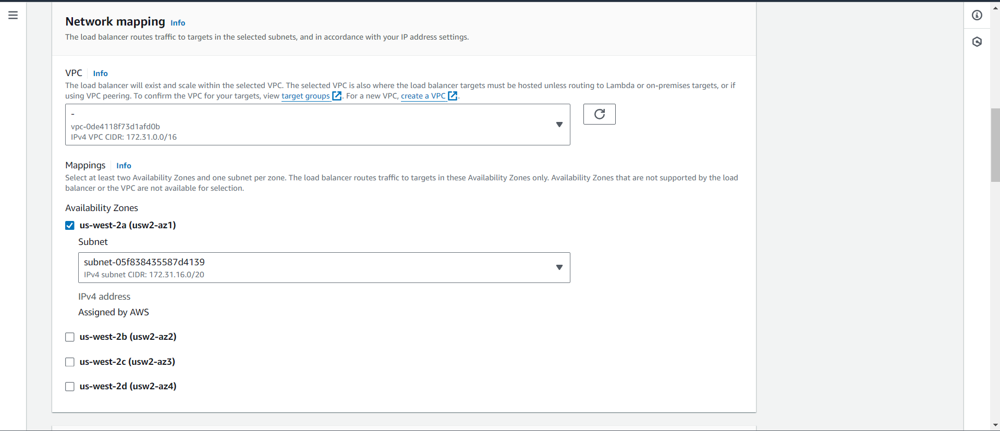 Network mapping Info
The load balancer routes traffic to targets in the selected subnets, and in accordance with your IP address settings.
VPC Info
The load balancer will exist and scale within the selected VPC. The selected VPC is also where the load balancer targets must be hosted unless routing to Lambda or on-premises targets, or if
using VPC peering. To confirm the VPC for your targets, view target groups. For a new VPC, create a VPC.
-
vpc-0de4118f73d1afd0b
IPv4 VPC CIDR: 172.31.0.0/16
Mappings Info
Select at least two Availability Zones and one subnet per zone. The load balancer routes traffic to targets in these Availability Zones only. Availability Zones that are not supported by the load
balancer or the VPC are not available for selection.
Availability Zones
us-west-2a (usw2-az1)
Subnet
subnet-05f838435587d4139
IPv4 subnet CIDR: 172.31.16.0/20
IPv4 address
Assigned by AWS
us-west-2b (usw2-az2)
us-west-2c (usw2-az3)
us-west-2d (usw2-az4)